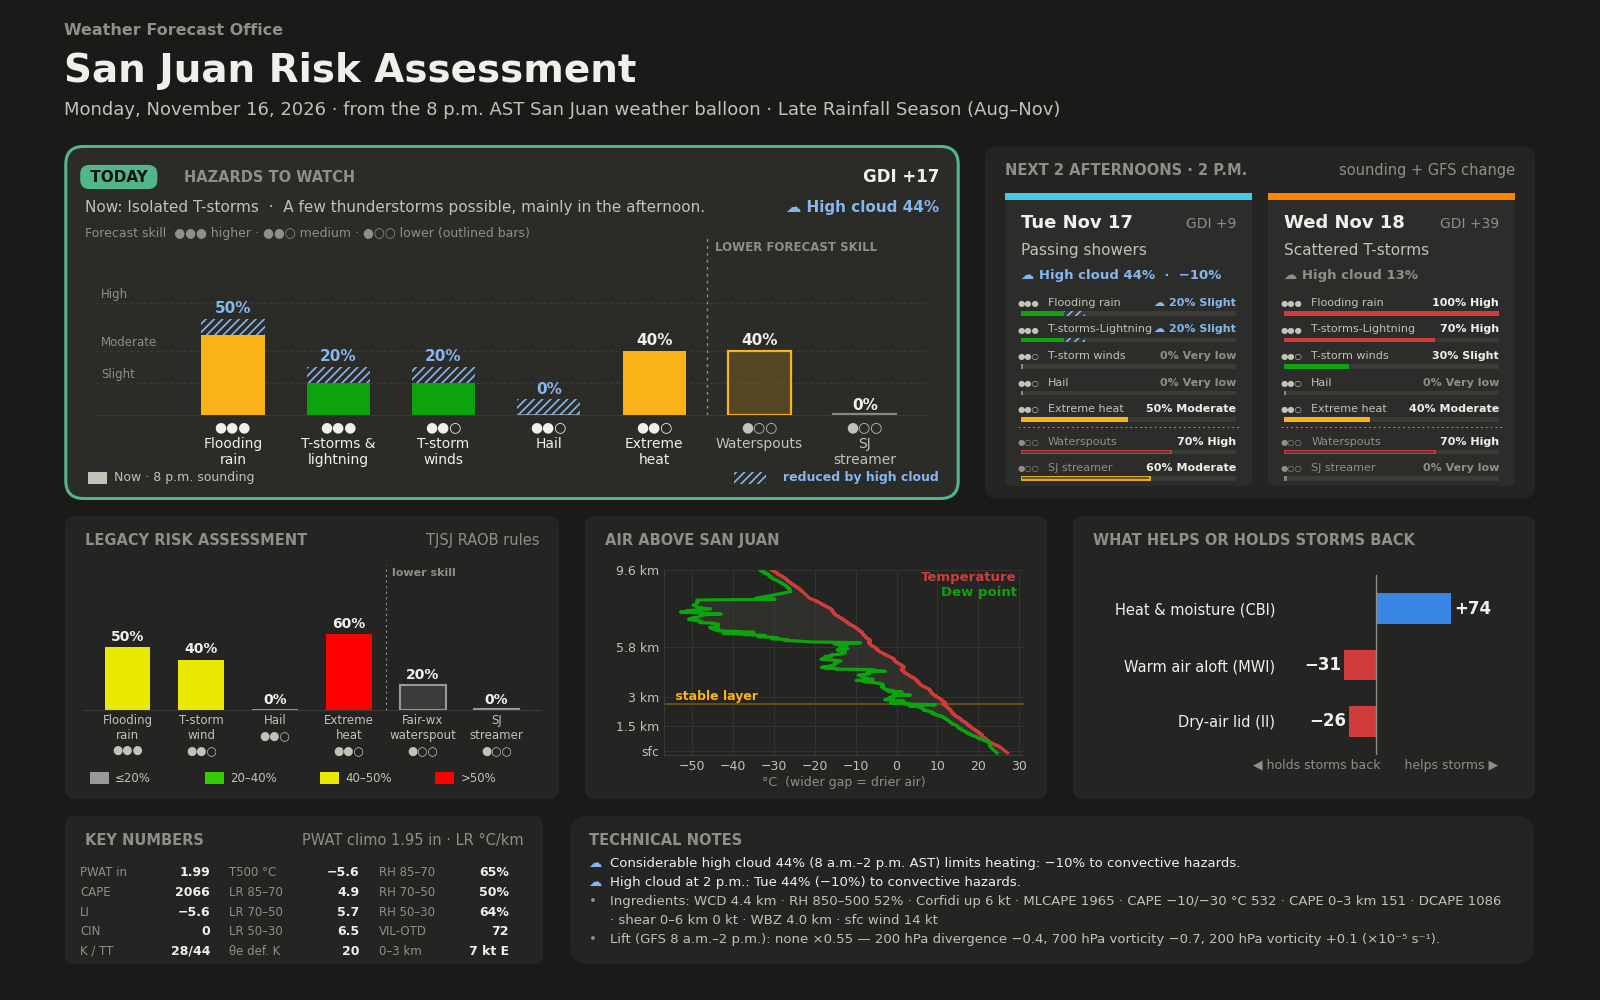 Weather Forecast Office
San Juan Risk Assessment
Monday, November 16, 2026 · from the 8 p.m. AST San Juan weather balloon · Late Rainfall Season (Aug–Nov)
TODAY HAZARDS TO WATCH GDI +17
Now: Isolated T-storms · A few thunderstorms possible, mainly in the afternoon. ☁ High cloud 44%
Forecast skill ●●● higher · ●●○ medium · ●○○ lower (outlined bars)
LOWER FORECAST SKILL
High
Moderate
Slight
50% 20% 20% 0% 40% 40% 0%
●●● ●●● ●●○ ●●○ ●●○ ●○○ ●○○
Flooding T-storms & T-storm Hail Extreme Waterspouts SJ
rain lightning winds heat streamer
Now · 8 p.m. sounding reduced by high cloud
NEXT 2 AFTERNOONS · 2 P.M. sounding + GFS change
Tue Nov 17 GDI +9
Passing showers
☁ High cloud 44% · −10%
●●● Flooding rain ☁ 20% Slight
●●● T-storms-Lightning ☁ 20% Slight
●●○ T-storm winds 0% Very low
●●○ Hail 0% Very low
●●○ Extreme heat 50% Moderate
●○○ Waterspouts 70% High
●○○ SJ streamer 60% Moderate
Wed Nov 18 GDI +39
Scattered T-storms
☁ High cloud 13%
●●● Flooding rain 100% High
●●● T-storms-Lightning 70% High
●●○ T-storm winds 30% Slight
●●○ Hail 0% Very low
●●○ Extreme heat 40% Moderate
●○○ Waterspouts 70% High
●○○ SJ streamer 0% Very low
LEGACY RISK ASSESSMENT TJSJ RAOB rules
lower skill
50% 40% 0% 60% 20% 0%
Flooding T-storm Hail Extreme Fair-wx SJ
rain wind ●●○ heat waterspout streamer
●●● ●●○ ●●○ ●○○ ●○○
≤20% 20–40% 40–50% >50%
AIR ABOVE SAN JUAN
Temperature
Dew point
9.6 km
5.8 km
3 km
1.5 km
sfc
stable layer
−50 −40 −30 −20 −10 0 10 20 30
°C (wider gap = drier air)
WHAT HELPS OR HOLDS STORMS BACK
Heat & moisture (CBI) +74
Warm air aloft (MWI) −31
Dry-air lid (II) −26
◀ holds storms back helps storms ▶
KEY NUMBERS PWAT climo 1.95 in · LR °C/km
PWAT in 1.99 T500 °C −5.6 RH 85–70 65%
CAPE 2066 LR 85–70 4.9 RH 70–50 50%
LI −5.6 LR 70–50 5.7 RH 50–30 64%
CIN 0 LR 50–30 6.5 VIL-OTD 72
K / TT 28/44 θe def. K 20 0–3 km 7 kt E
TECHNICAL NOTES
☁ Considerable high cloud 44% (8 a.m.–2 p.m. AST) limits heating: −10% to convective hazards.
☁ High cloud at 2 p.m.: Tue 44% (−10%) to convective hazards.
• Ingredients: WCD 4.4 km · RH 850–500 52% · Corfidi up 6 kt · MLCAPE 1965 · CAPE −10/−30 °C 532 · CAPE 0–3 km 151 · DCAPE 1086
· shear 0–6 km 0 kt · WBZ 4.0 km · sfc wind 14 kt
• Lift (GFS 8 a.m.–2 p.m.): none ×0.55 — 200 hPa divergence −0.4, 700 hPa vorticity −0.7, 200 hPa vorticity +0.1 (×10⁻⁵ s⁻¹).